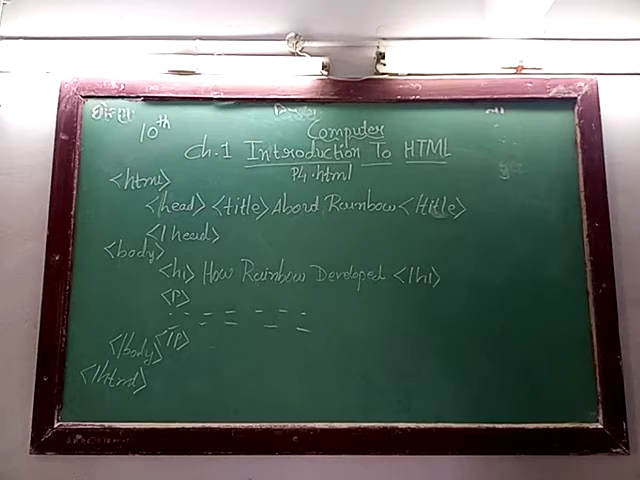 ધોરણ
10th
Computer
Ch.1 Introduction To HTML
P4.html
<html>
<head> <title> Abord Rainbow </title>
</head>
<body>
<h1> How Rainbow Developed </h1>
<p>
</p>
</body>
</html>